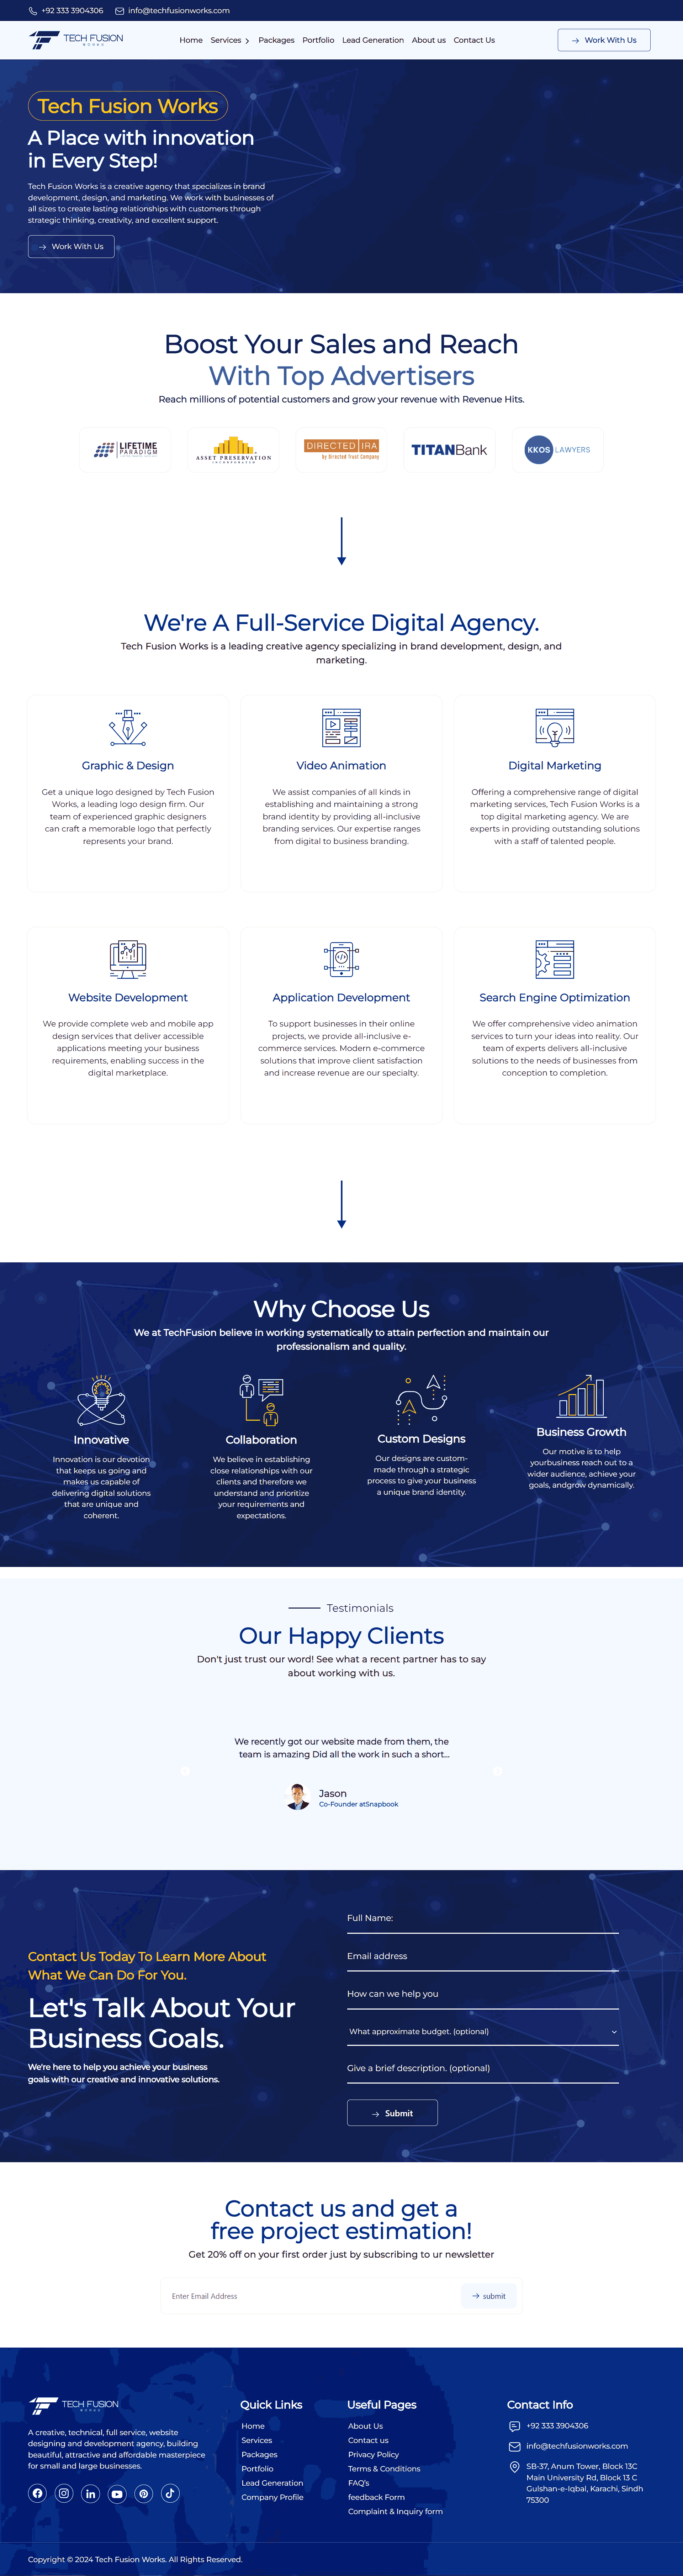 +92 333 3904306 info@techfusionworks.com
TECH FUSION
WORKS
Home Services Packages Portfolio Lead Generation About us Contact Us
Work With Us
Tech Fusion Works
A Place with innovation
in Every Step!
Tech Fusion Works is a creative agency that specializes in brand
development, design, and marketing. We work with businesses of
all sizes to create lasting relationships with customers through
strategic thinking, creativity, and excellent support.
Work With Us
Boost Your Sales and Reach
With Top Advertisers
Reach millions of potential customers and grow your revenue with Revenue Hits.
LIFETIME
PARADIGM
ASSET PRESERVATION
INCORPORATED
DIRECTED IRA
by Directed Trust Company
TITANBank
KKOS LAWYERS
We're A Full-Service Digital Agency.
Tech Fusion Works is a leading creative agency specializing in brand development, design, and
marketing.
Graphic & Design
Get a unique logo designed by Tech Fusion
Works, a leading logo design firm. Our
team of experienced graphic designers
can craft a memorable logo that perfectly
represents your brand.
Video Animation
We assist companies of all kinds in
establishing and maintaining a strong
brand identity by providing all-inclusive
branding services. Our expertise ranges
from digital to business branding.
Digital Marketing
Offering a comprehensive range of digital
marketing services, Tech Fusion Works is a
top digital marketing agency. We are
experts in providing outstanding solutions
with a staff of talented people.
Website Development
We provide complete web and mobile app
design services that deliver accessible
applications meeting your business
requirements, enabling success in the
digital marketplace.
Application Development
To support businesses in their online
projects, we provide all-inclusive e-
commerce services. Modern e-commerce
solutions that improve client satisfaction
and increase revenue are our specialty.
Search Engine Optimization
We offer comprehensive video animation
services to turn your ideas into reality. Our
team of experts delivers all-inclusive
solutions to the needs of businesses from
conception to completion.
Why Choose Us
We at TechFusion believe in working systematically to attain perfection and maintain our
professionalism and quality.
Innovative
Innovation is our devotion
that keeps us going and
makes us capable of
delivering digital solutions
that are unique and
coherent.
Collaboration
We believe in establishing
close relationships with our
clients and therefore we
understand and prioritize
your requirements and
expectations.
Custom Designs
Our designs are custom-
made through a strategic
process to give your business
a unique brand identity.
Business Growth
Our motive is to help
yourbusiness reach out to a
wider audience, achieve your
goals, andgrow dynamically.
Testimonials
Our Happy Clients
Don't just trust our word! See what a recent partner has to say
about working with us.
We recently got our website made from them, the
team is amazing Did all the work in such a short...
Jason
Co-Founder atSnapbook
Contact Us Today To Learn More About
What We Can Do For You.
Let's Talk About Your
Business Goals.
We're here to help you achieve your business
goals with our creative and innovative solutions.
Full Name:
Email address
How can we help you
What approximate budget. (optional)
Give a brief description. (optional)
Submit
Contact us and get a
free project estimation!
Get 20% off on your first order just by subscribing to ur newsletter
Enter Email Address
submit
TECH FUSION
WORKS
A creative, technical, full service, website
designing and development agency, building
beautiful, attractive and affordable masterpiece
for small and large businesses.
Quick Links
Home
Services
Packages
Portfolio
Lead Generation
Company Profile
Useful Pages
About Us
Contact us
Privacy Policy
Terms & Conditions
FAQ's
feedback Form
Complaint & Inquiry form
Contact Info
+92 333 3904306
info@techfusionworks.com
SB-37, Anum Tower, Block 13C
Main University Rd, Block 13 C
Gulshan-e-Iqbal, Karachi, Sindh
75300
Copyright © 2024 Tech Fusion Works. All Rights Reserved.